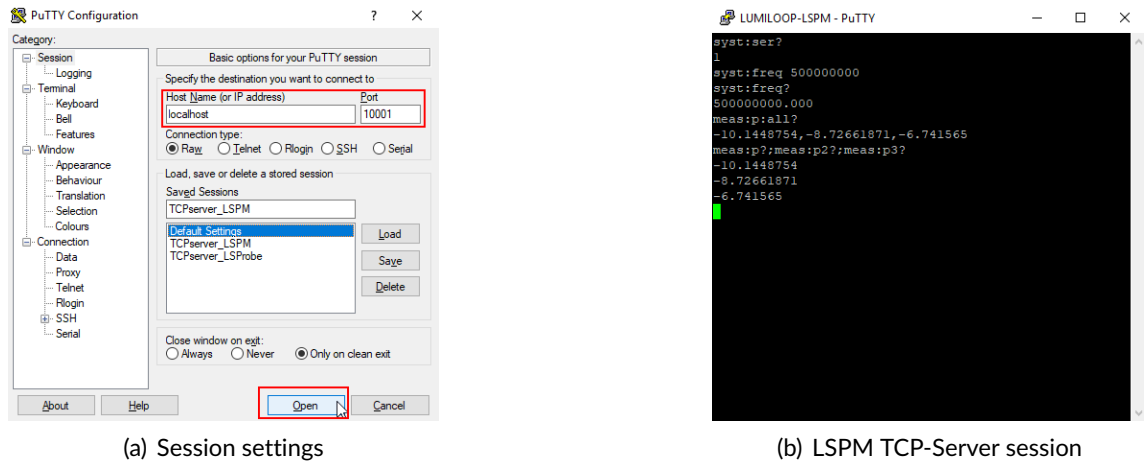 PuTTY Configuration ? ×
Category:
Session
Logging
Terminal
Keyboard
Bell
Features
Window
Appearance
Behaviour
Translation
Selection
Colours
Connection
Data
Proxy
Telnet
Rlogin
SSH
Serial
Basic options for your PuTTY session
Specify the destination you want to connect to
Host Name (or IP address) Port
localhost 10001
Connection type:
Raw Telnet Rlogin SSH Serial
Load, save or delete a stored session
Saved Sessions
TCPserver_LSPM
Default Settings
TCPserver_LSPM
TCPserver_LSProbe
Load
Save
Delete
Close window on exit:
Always Never Only on clean exit
About Help Open Cancel
(a) Session settings
LUMILOOP-LSPM - PuTTY
syst:ser?
1
syst:freq 500000000
syst:freq?
500000000.000
meas:p:all?
-10.1448754,-8.72661871,-6.741565
meas:p?;meas:p2?;meas:p3?
-10.1448754
-8.72661871
-6.741565
(b) LSPM TCP-Server session